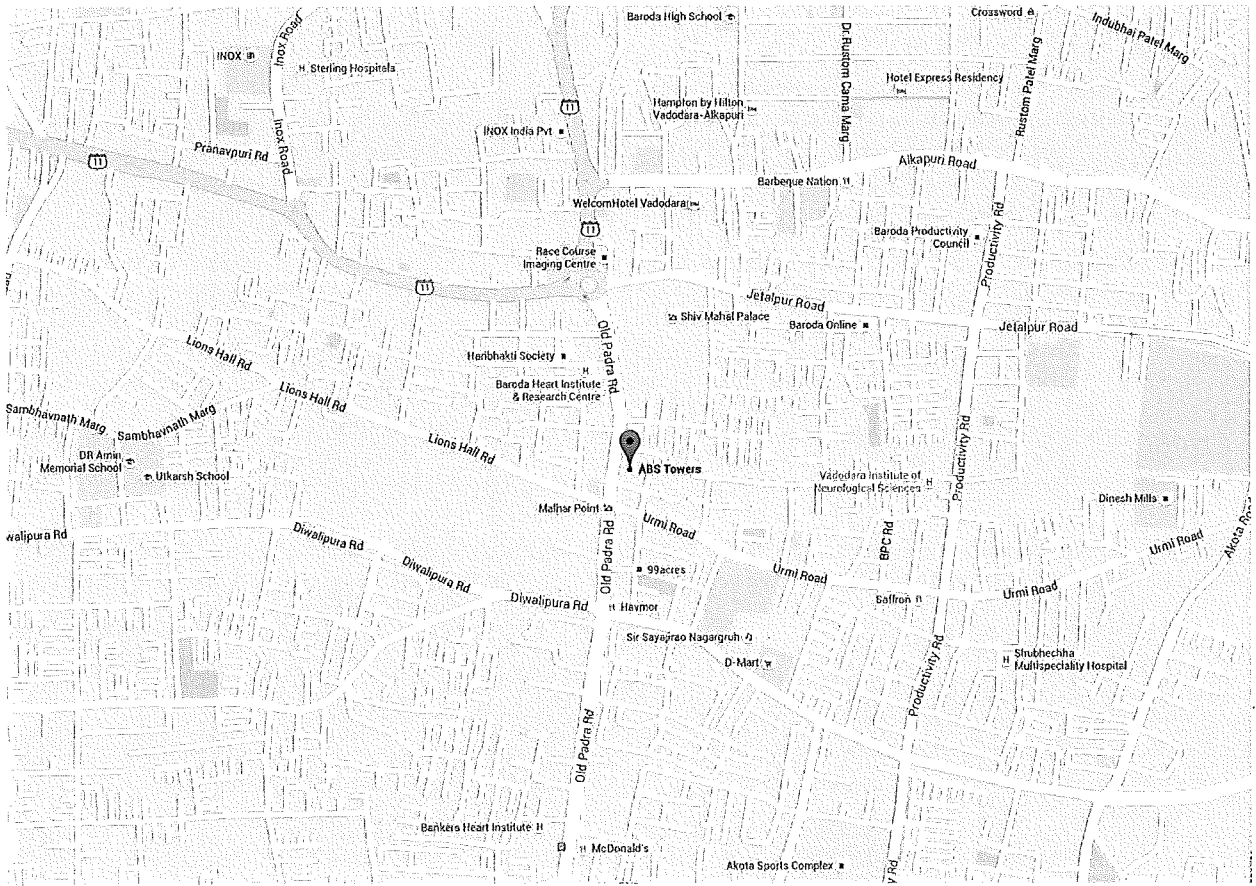 Baroda High School
Crossword
Indubhai Patel Marg
Inox Road
INOX
Sterling Hospitals
Dr.Rustom Cama Marg
Hotel Express Residency
Rustom Patel Marg
11
Hampton by Hilton
Vadodara-Alkapuri
INOX India Pvt
Inox Road
Pranavpuri Rd
11
Alkapuri Road
Barbeque Nation
WelcomHotel Vadodara
11
Productivity Rd
Baroda Productivity
Council
Race Course
Imaging Centre
11
Jetalpur Road
Shiv Mahal Palace
Baroda Online
Jetalpur Road
Old Padra Rd
Lions Hall Rd
Haribhakti Society
Baroda Heart Institute
& Research Centre
Lions Hall Rd
Sambhavnath Marg
Sambhavnath Marg
Lions Hall Rd
Productivity Rd
DR Amin
Memorial School
Utkarsh School
ABS Towers
Vadodara Institute of
Neurological Sciences
Dinesh Mills
Malhar Point
Urmi Road
Akota Road
walipura Rd
Diwalipura Rd
Old Padra Rd
BPC Rd
Urmi Road
Diwalipura Rd
99acres
Urmi Road
Urmi Road
Diwalipura Rd
Havmor
Saffron
Sir Sayajirao Nagargruh
D-Mart
Productivity Rd
Shubhechha
Multispeciality Hospital
Old Padra Rd
Bankers Heart Institute
McDonald's
Akota Sports Complex
y Rd